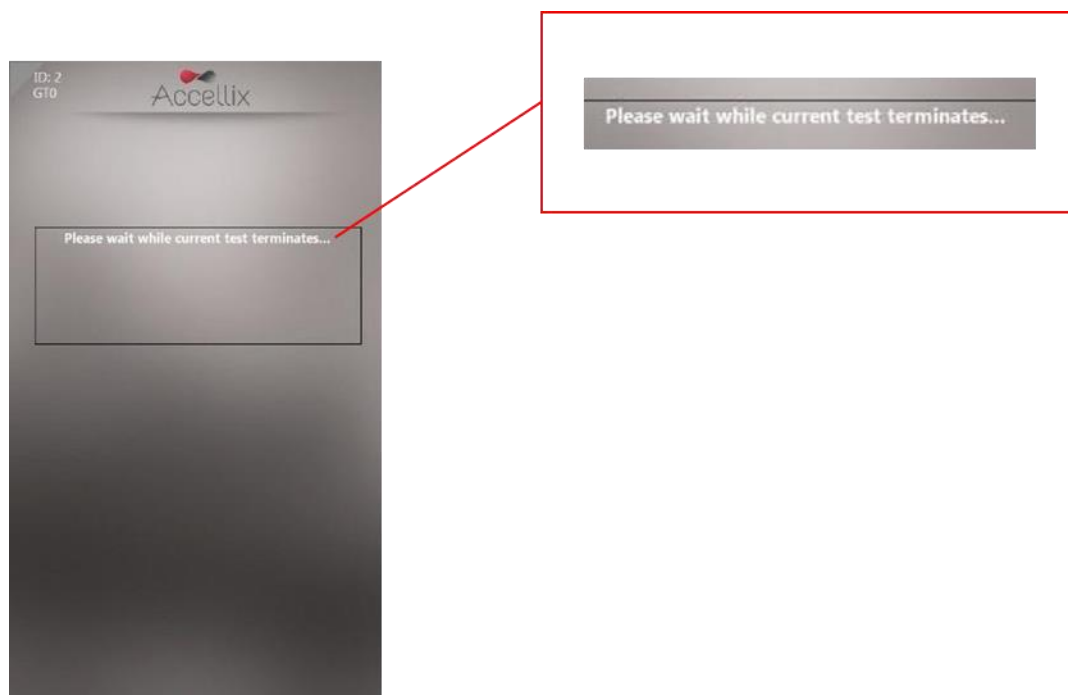 ID: 2
GT0
Accellix
Please wait while current test terminates...
Please wait while current test terminates...